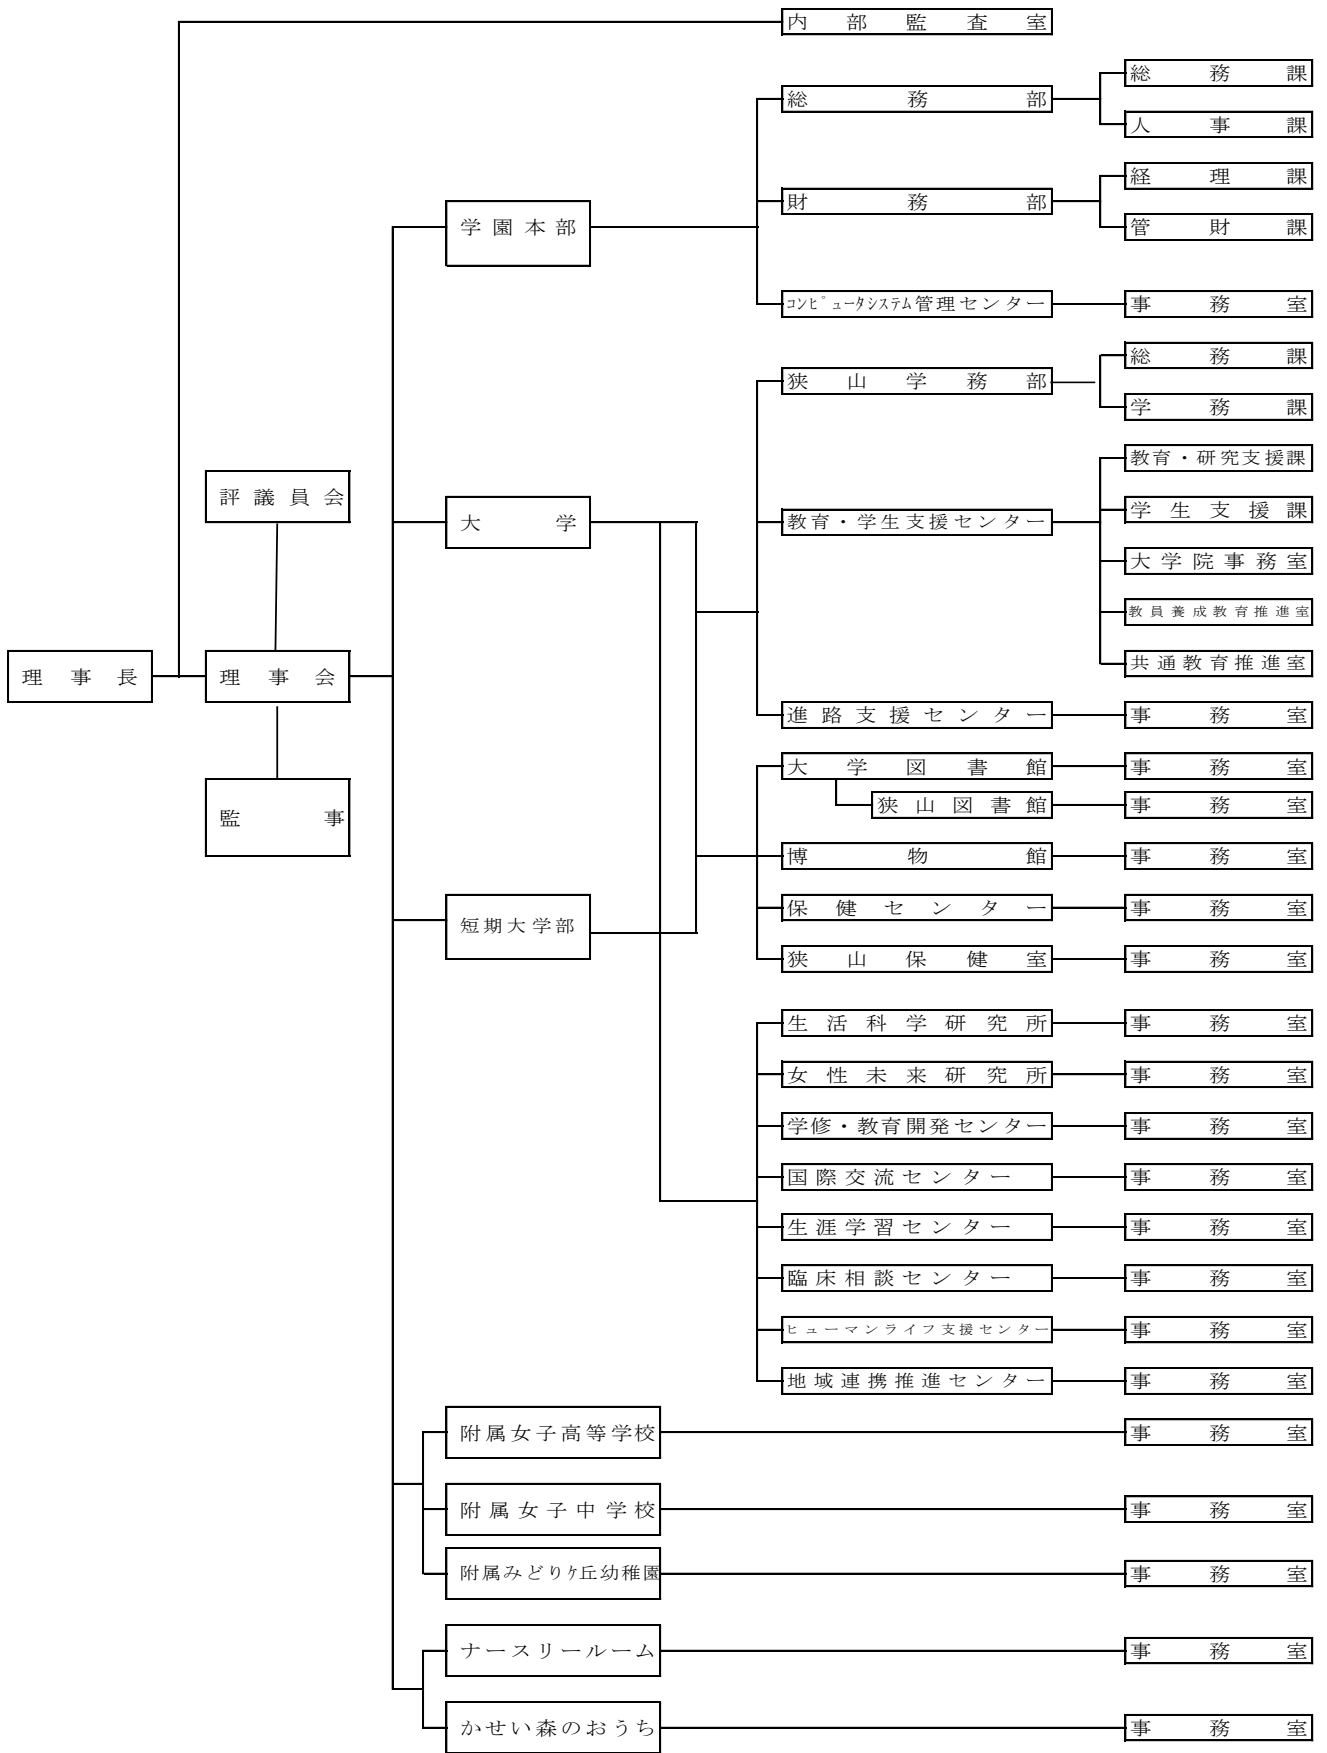 内部監査室
総務課
総務部
人事課
経理課
財務部
管財課
学園本部
コンピュータシステム管理センター 事務室
総務課
狭山学務部
学務課
教育・研究支援課
評議員会
学生支援課
大学
教育・学生支援センター
大学院事務室
教員養成教育推進室
共通教育推進室
理事長 理事会
進路支援センター 事務室
大学図書館 事務室
狭山図書館 事務室
監事
博物館 事務室
保健センター 事務室
短期大学部
狭山保健室 事務室
生活科学研究所 事務室
女性未来研究所 事務室
学修・教育開発センター 事務室
国際交流センター 事務室
生涯学習センター 事務室
臨床相談センター 事務室
ヒューマンライフ支援センター 事務室
地域連携推進センター 事務室
附属女子高等学校 事務室
附属女子中学校 事務室
附属みどりケ丘幼稚園 事務室
ナースリールーム 事務室
かせい森のおうち 事務室